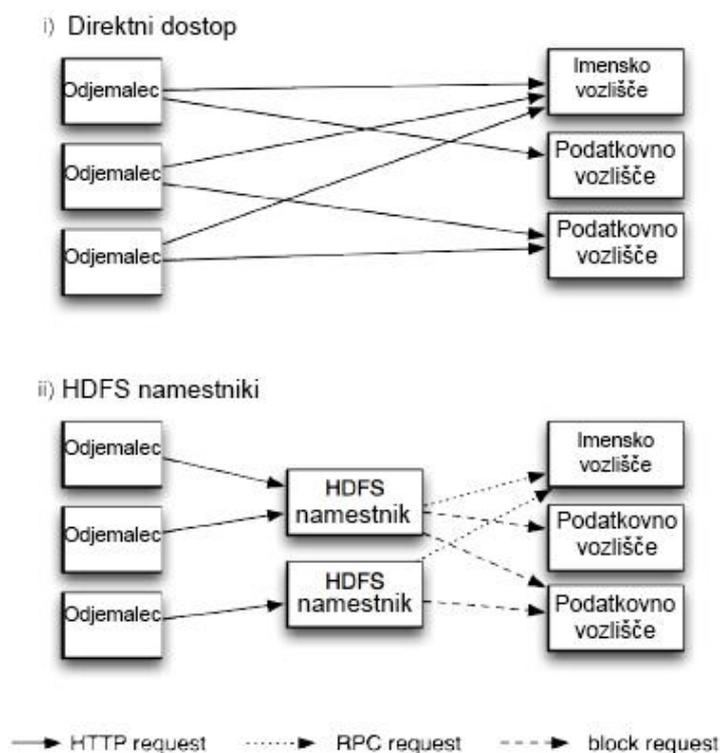 i) Direktni dostop
Odjemalec
Odjemalec
Odjemalec
Imensko
vozlišče
Podatkovno
vozlišče
Podatkovno
vozlišče
ii) HDFS namestniki
Odjemalec
Odjemalec
Odjemalec
HDFS
namestnik
HDFS
namestnik
Imensko
vozlišče
Podatkovno
vozlišče
Podatkovno
vozlišče
HTTP request
RPC request
block request